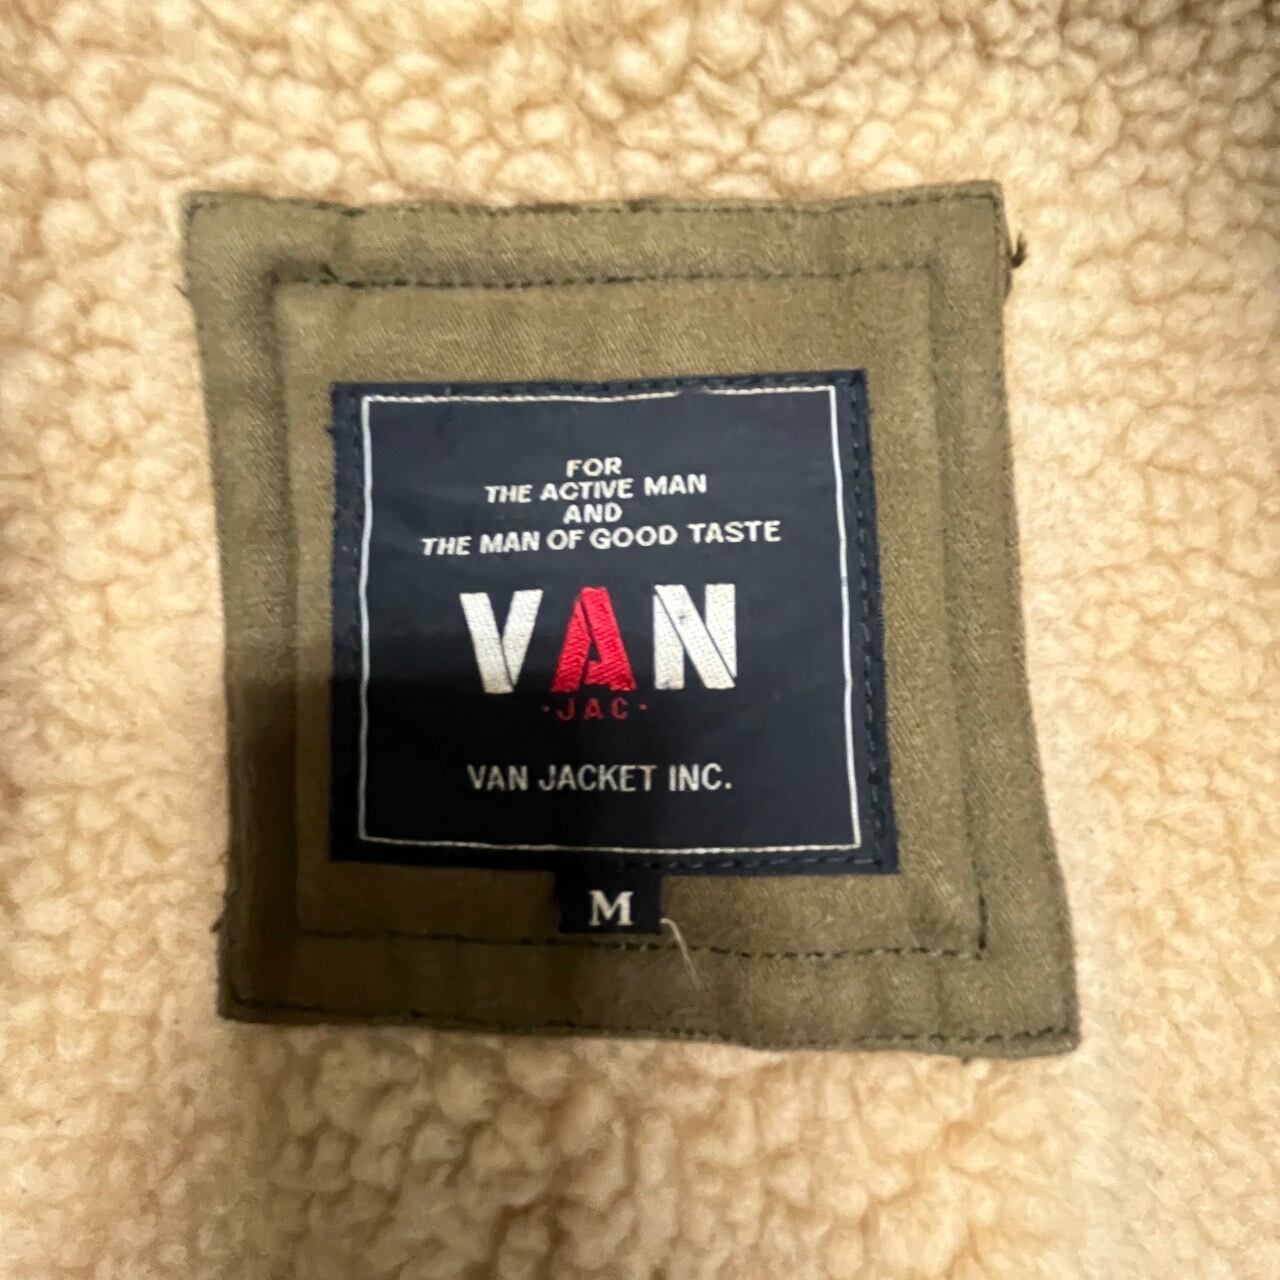 FOR
THE ACTIVE MAN
AND
THE MAN OF GOOD TASTE
VAN
·JAC·
VAN JACKET INC.
M